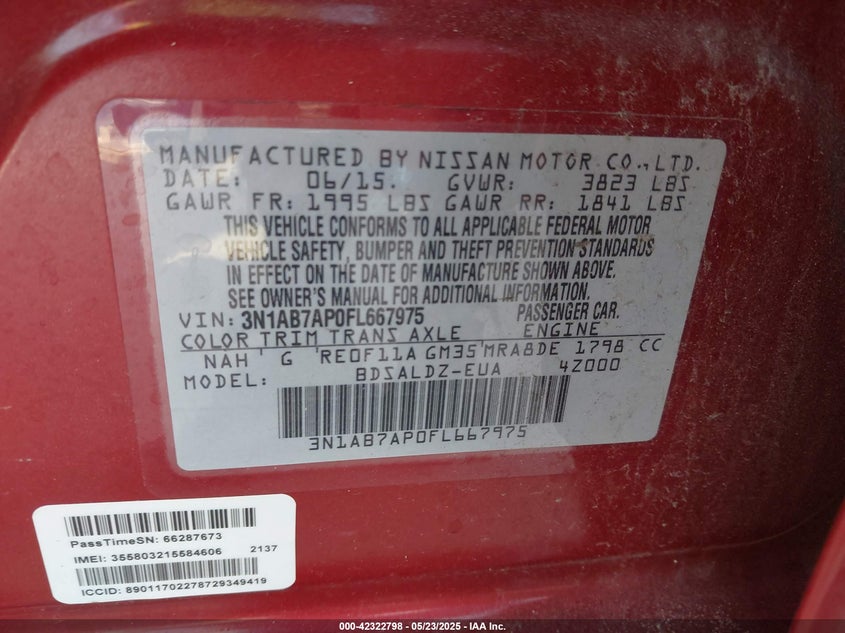 MANUFACTURED BY NISSAN MOTOR CO., LTD.
DATE: 06/15. GVWR: 3823 LBS
GAWR FR: 1995 LBS GAWR RR: 1841 LBS
THIS VEHICLE CONFORMS TO ALL APPLICABLE FEDERAL MOTOR
VEHICLE SAFETY, BUMPER AND THEFT PREVENTION STANDARDS
IN EFFECT ON THE DATE OF MANUFACTURE SHOWN ABOVE.
SEE OWNER'S MANUAL FOR ADDITIONAL INFORMATION.
VIN: 3N1AB7AP0FL667975 PASSENGER CAR.
COLOR TRIM TRANS AXLE ENGINE
NAH G RE0F11A GM35 MRA8DE 1798 CC
MODEL: BDSALDZ-EUA 4Z000
3N1AB7AP0FL667975
PassTimeSN: 66287673
IMEI: 355803215584606 2137
ICCID: 89011702278729349419
000-42322798 - 05/23/2025 - IAA Inc.